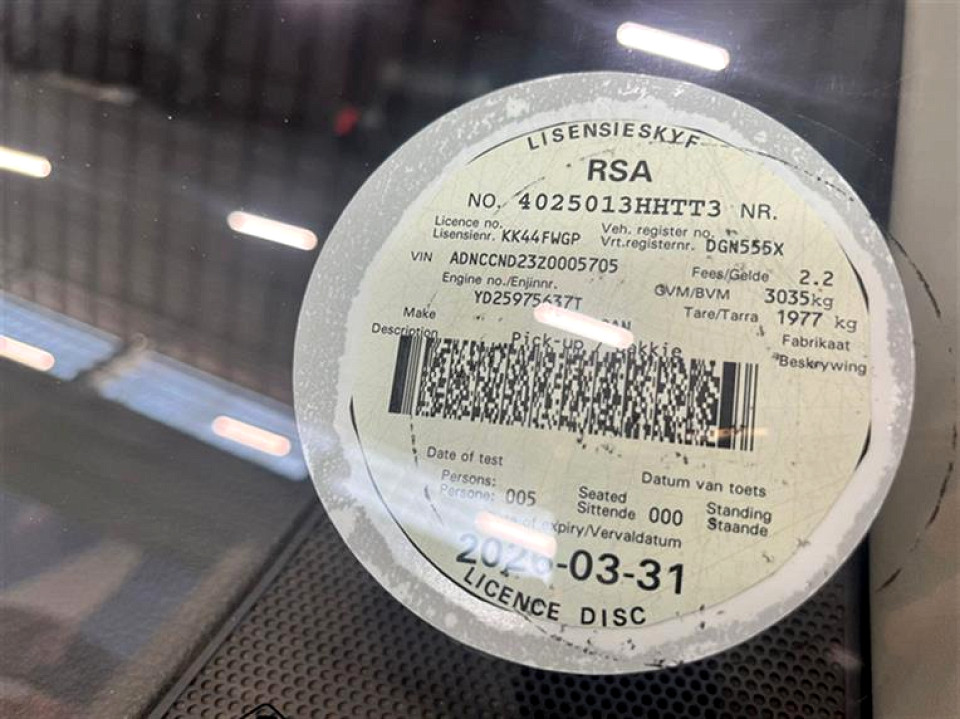 LISENSIESKYF
RSA
NO. 4025013HHTT3 NR.
Licence no. Veh. register no.
Lisensienr. KK44FWGP Vrt.registernr. DGN555X
VIN ADNCCND23Z0005705 Fees/Gelde 2.2
Engine no./Enjinnr. GVM/BVM 3035kg
YD25975637T Tare/Tarra 1977 kg
Make Fabrikaat
Description Pick-up Beskrywing
Date of test Datum van toets
Persons: Seated Standing
Persone: 005 Sittende 000 Staande
of expiry/Vervaldatum
-03-31
LICENCE DISC